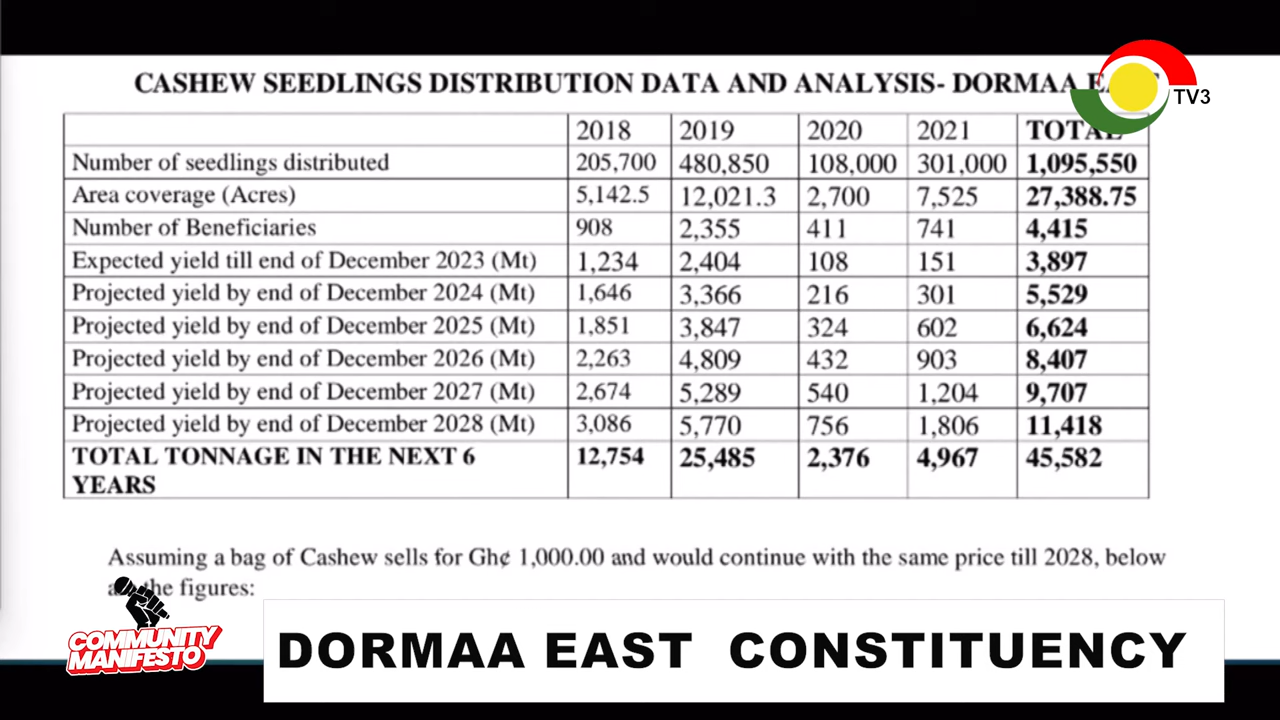 CASHEW SEEDLINGS DISTRIBUTION DATA AND ANALYSIS- DORMAA
TV3
2018 2019 2020 2021 TOTAL
Number of seedlings distributed 205,700 480,850 108,000 301,000 1,095,550
Area coverage (Acres) 5,142.5 12,021.3 2,700 7,525 27,388.75
Number of Beneficiaries 908 2,355 411 741 4,415
Expected yield till end of December 2023 (Mt) 1,234 2,404 108 151 3,897
Projected yield by end of December 2024 (Mt) 1,646 3,366 216 301 5,529
Projected yield by end of December 2025 (Mt) 1,851 3,847 324 602 6,624
Projected yield by end of December 2026 (Mt) 2,263 4,809 432 903 8,407
Projected yield by end of December 2027 (Mt) 2,674 5,289 540 1,204 9,707
Projected yield by end of December 2028 (Mt) 3,086 5,770 756 1,806 11,418
TOTAL TONNAGE IN THE NEXT 6 12,754 25,485 2,376 4,967 45,582
YEARS
Assuming a bag of Cashew sells for Gh¢ 1,000.00 and would continue with the same price till 2028, below
the figures:
COMMUNITY
MANIFESTO
DORMAA EAST CONSTITUENCY